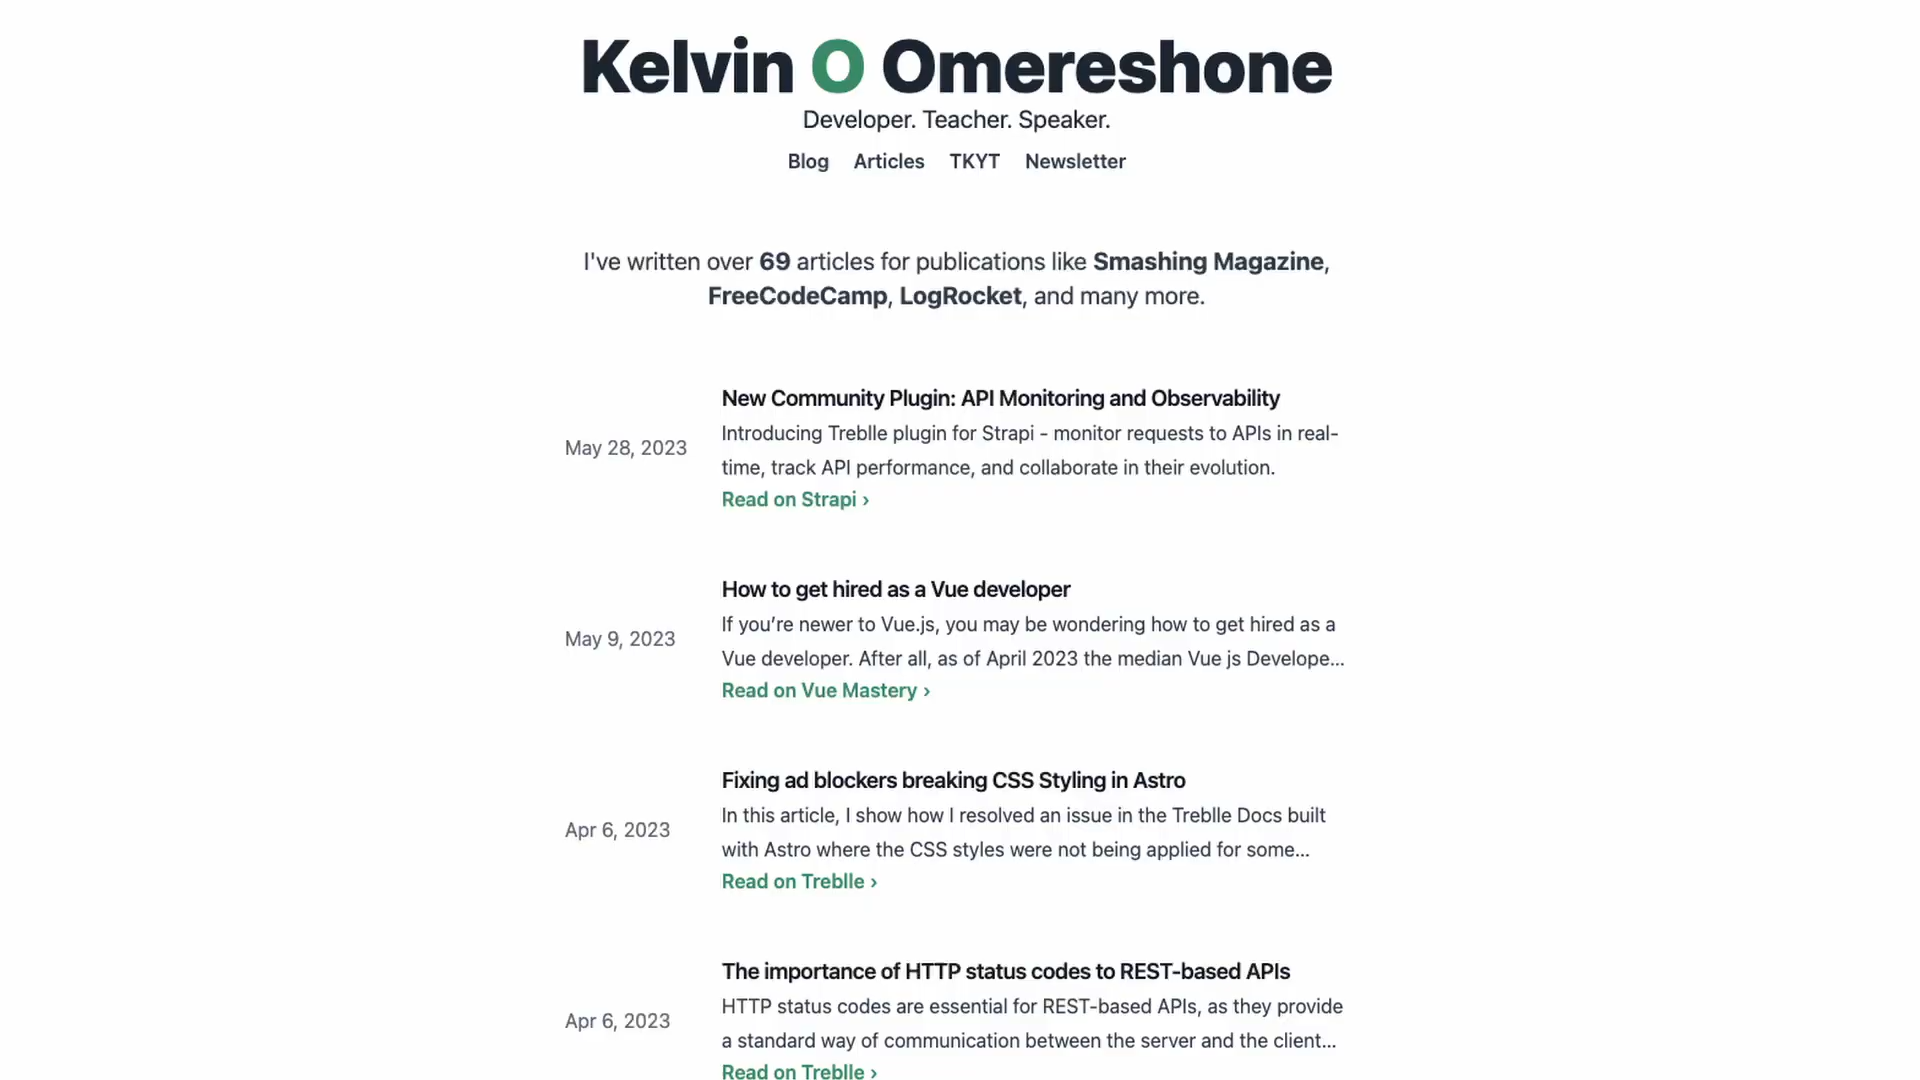 Kelvin O Omereshone
Developer. Teacher. Speaker.
Blog Articles TKYT Newsletter
I've written over 69 articles for publications like Smashing Magazine,
FreeCodeCamp, LogRocket, and many more.
May 28, 2023
New Community Plugin: API Monitoring and Observability
Introducing Treblle plugin for Strapi - monitor requests to APIs in real-
time, track API performance, and collaborate in their evolution.
Read on Strapi ›
May 9, 2023
How to get hired as a Vue developer
If you’re newer to Vue.js, you may be wondering how to get hired as a
Vue developer. After all, as of April 2023 the median Vue js Develope...
Read on Vue Mastery ›
Apr 6, 2023
Fixing ad blockers breaking CSS Styling in Astro
In this article, I show how I resolved an issue in the Treblle Docs built
with Astro where the CSS styles were not being applied for some...
Read on Treblle ›
Apr 6, 2023
The importance of HTTP status codes to REST-based APIs
HTTP status codes are essential for REST-based APIs, as they provide
a standard way of communication between the server and the client...
Read on Treblle ›